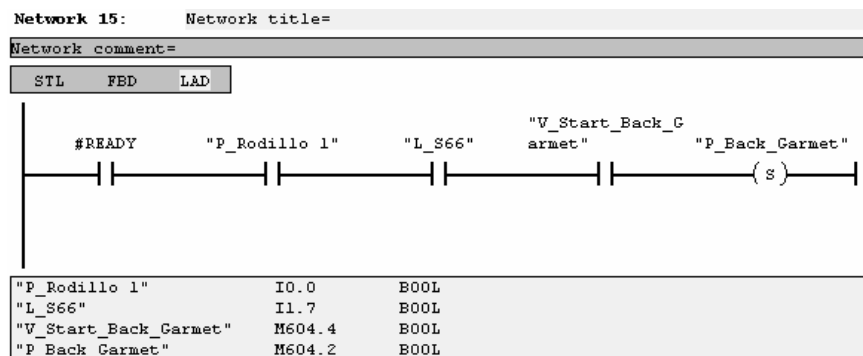 Network 15: Network title=
Network comment=
STL FBD LAD
"V_Start_Back_G
#READY "P_Rodillo 1" "L_S66" armet" "P_Back_Garmet"
( S )
"P_Rodillo 1" I0.0 BOOL
"L_S66" I1.7 BOOL
"V_Start_Back_Garmet" M604.4 BOOL
"P_Back_Garmet" M604.2 BOOL